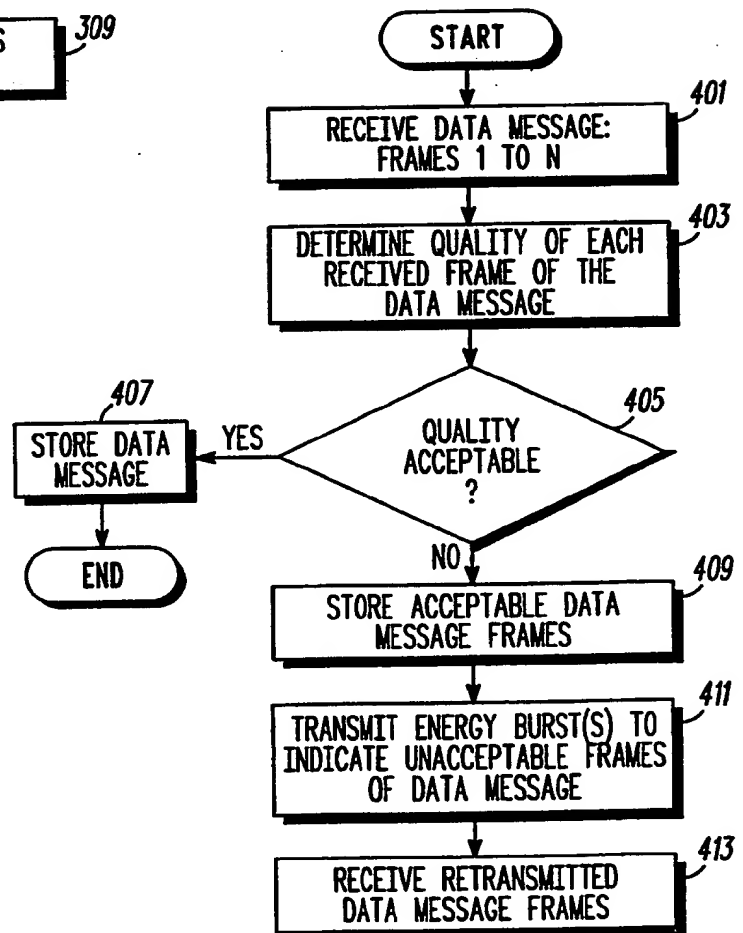 S
309
START
401
RECEIVE DATA MESSAGE:
FRAMES 1 TO N
403
DETERMINE QUALITY OF EACH
RECEIVED FRAME OF THE
DATA MESSAGE
405
QUALITY
ACCEPTABLE
?
YES
407
STORE DATA
MESSAGE
END
NO
409
STORE ACCEPTABLE DATA
MESSAGE FRAMES
411
TRANSMIT ENERGY BURST(S) TO
INDICATE UNACCEPTABLE FRAMES
OF DATA MESSAGE
413
RECEIVE RETRANSMITTED
DATA MESSAGE FRAMES